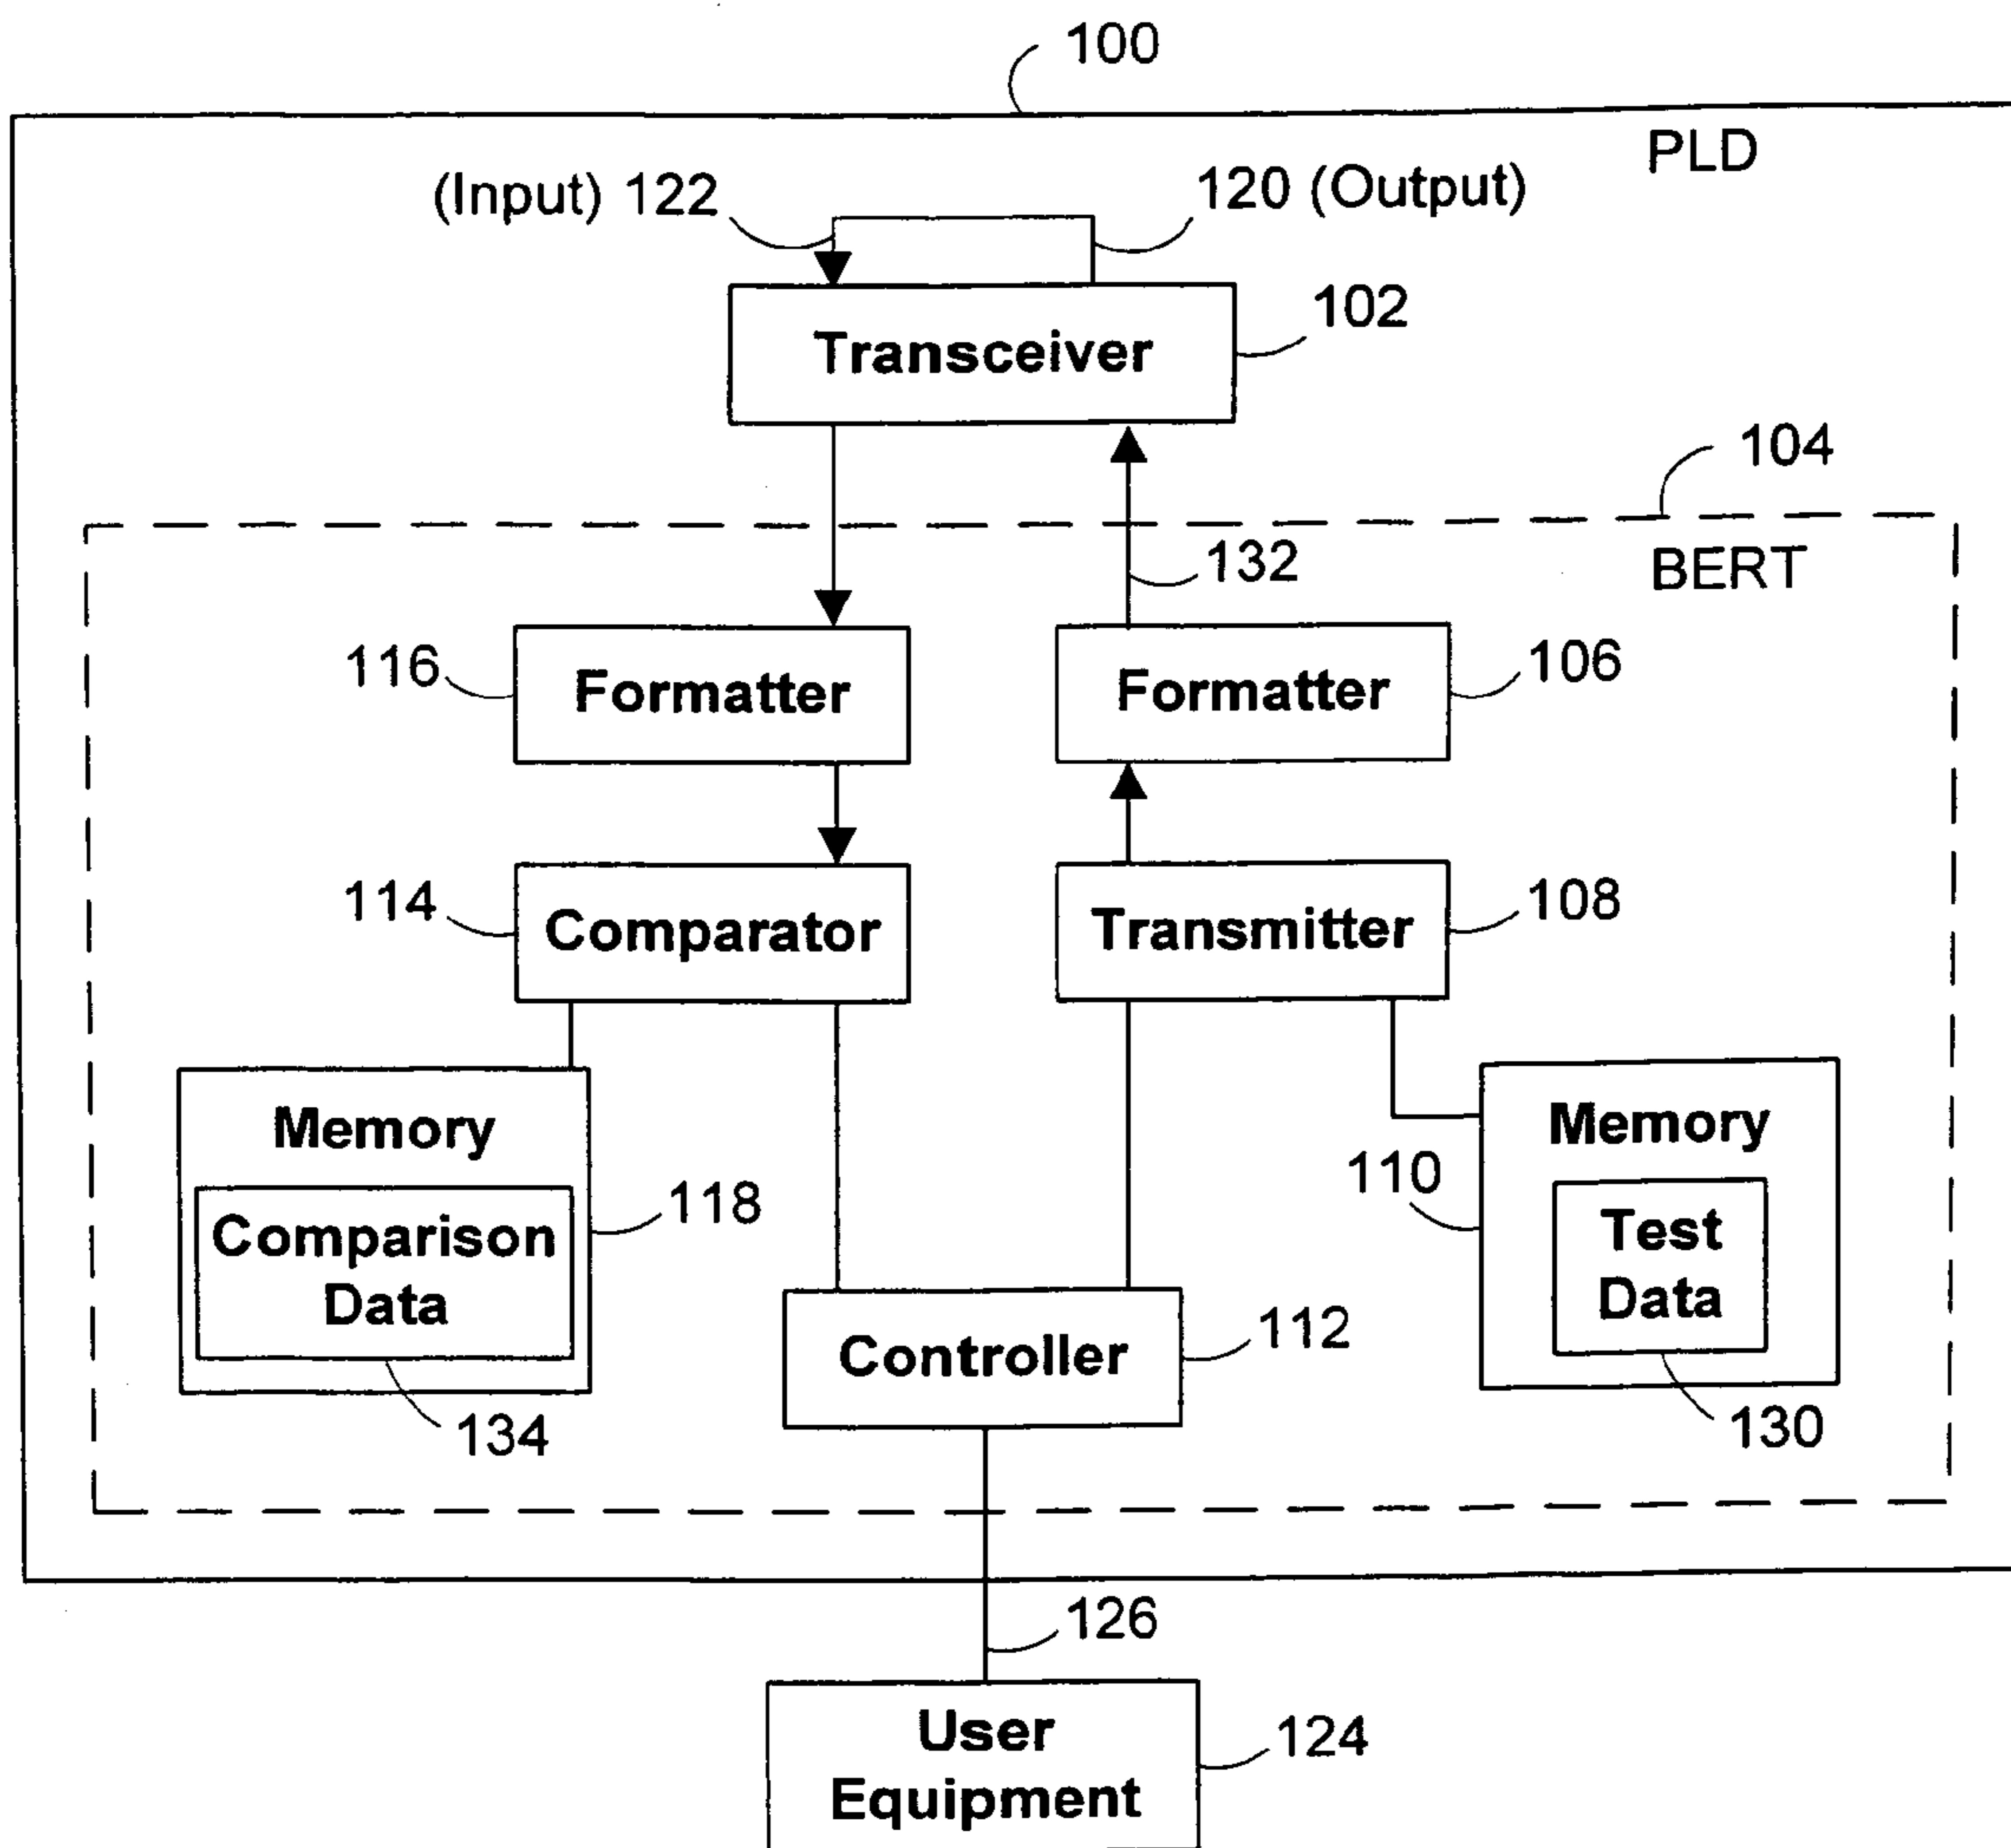 100
PLD
(Input) 122
120 (Output)
Transceiver
102
104
BERT
132
116
Formatter
Formatter
106
114
Comparator
Transmitter
108
Memory
Comparison
Data
118
134
110
Memory
Test
Data
130
Controller
112
126
User
Equipment
124